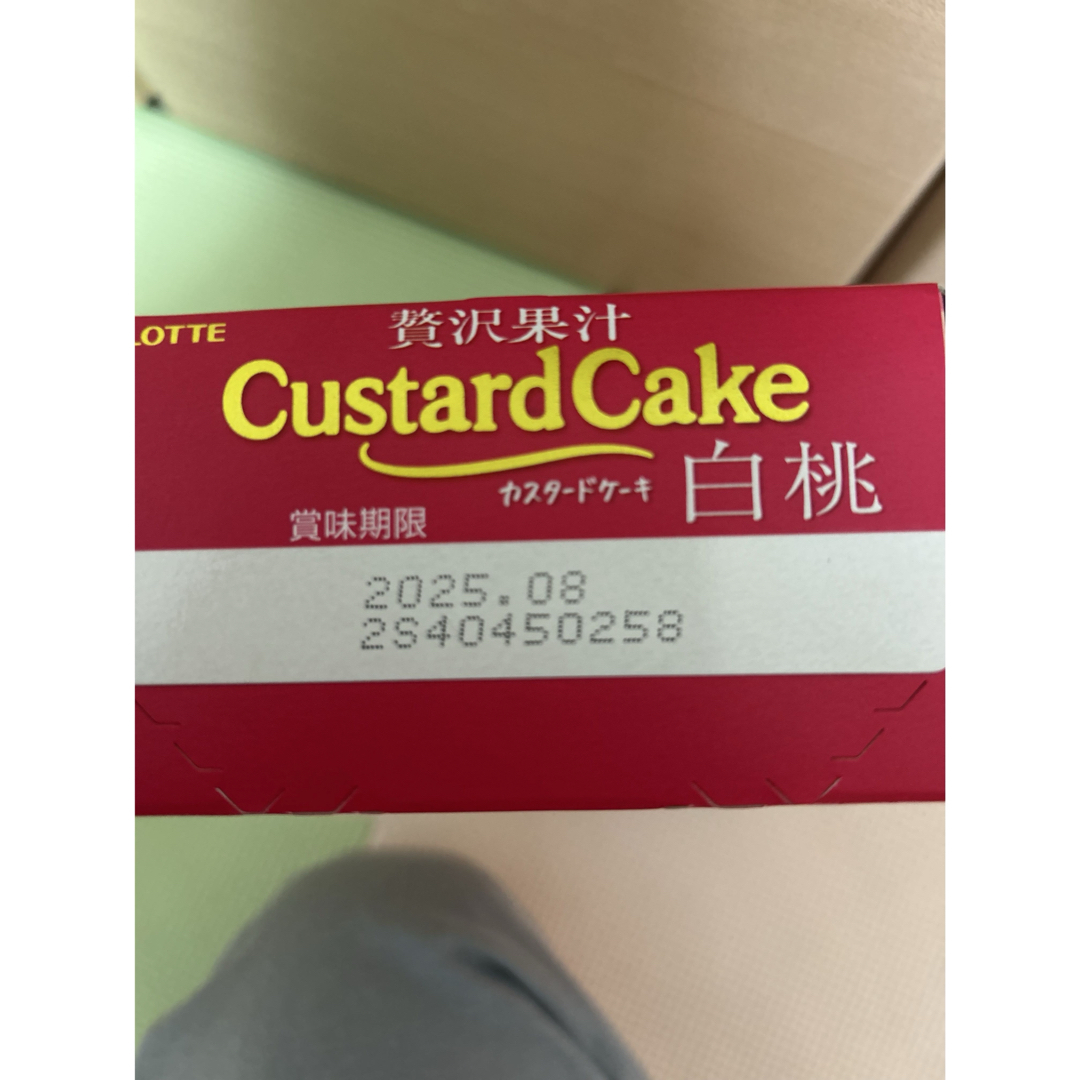 LOTTE
贅沢果汁
Custard Cake
カスタードケーキ
白桃
賞味期限
2025.08
2S40450258